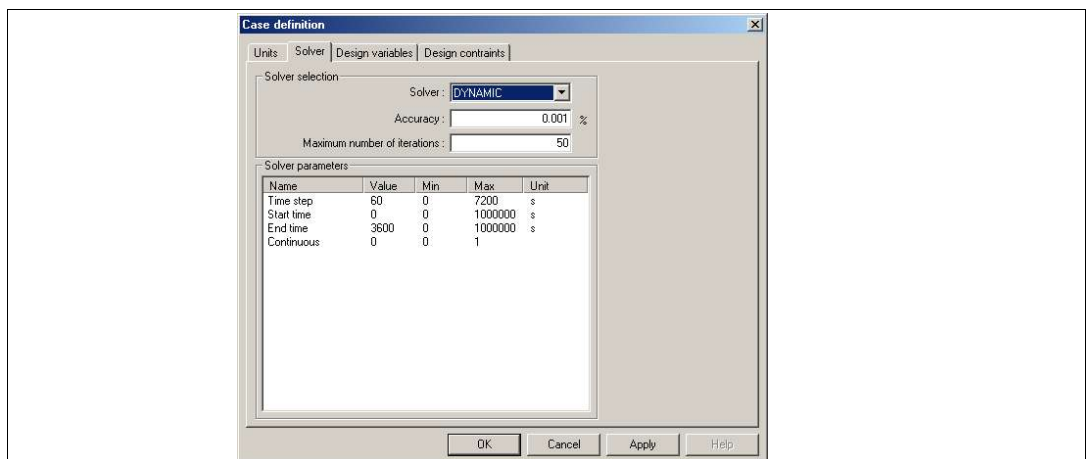 Case definition
Units Solver Design variables Design contraints
Solver selection
Solver : DYNAMIC
Accuracy : 0.001 %
Maximum number of iterations : 50
Solver parameters
Name Value Min Max Unit
Time step 60 0 7200 s
Start time 0 0 1000000 s
End time 3600 0 1000000 s
Continuous 0 0 1
OK Cancel Apply Help